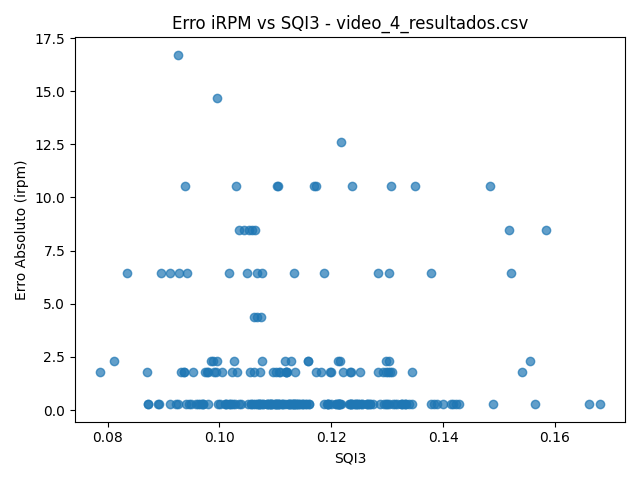 Erro iRPM vs SQI3 - video_4_resultados.csv
Erro Absoluto (irpm)
17.5
15.0
12.5
10.0
7.5
5.0
2.5
0.0
0.08 0.10 0.12 0.14 0.16
SQI3